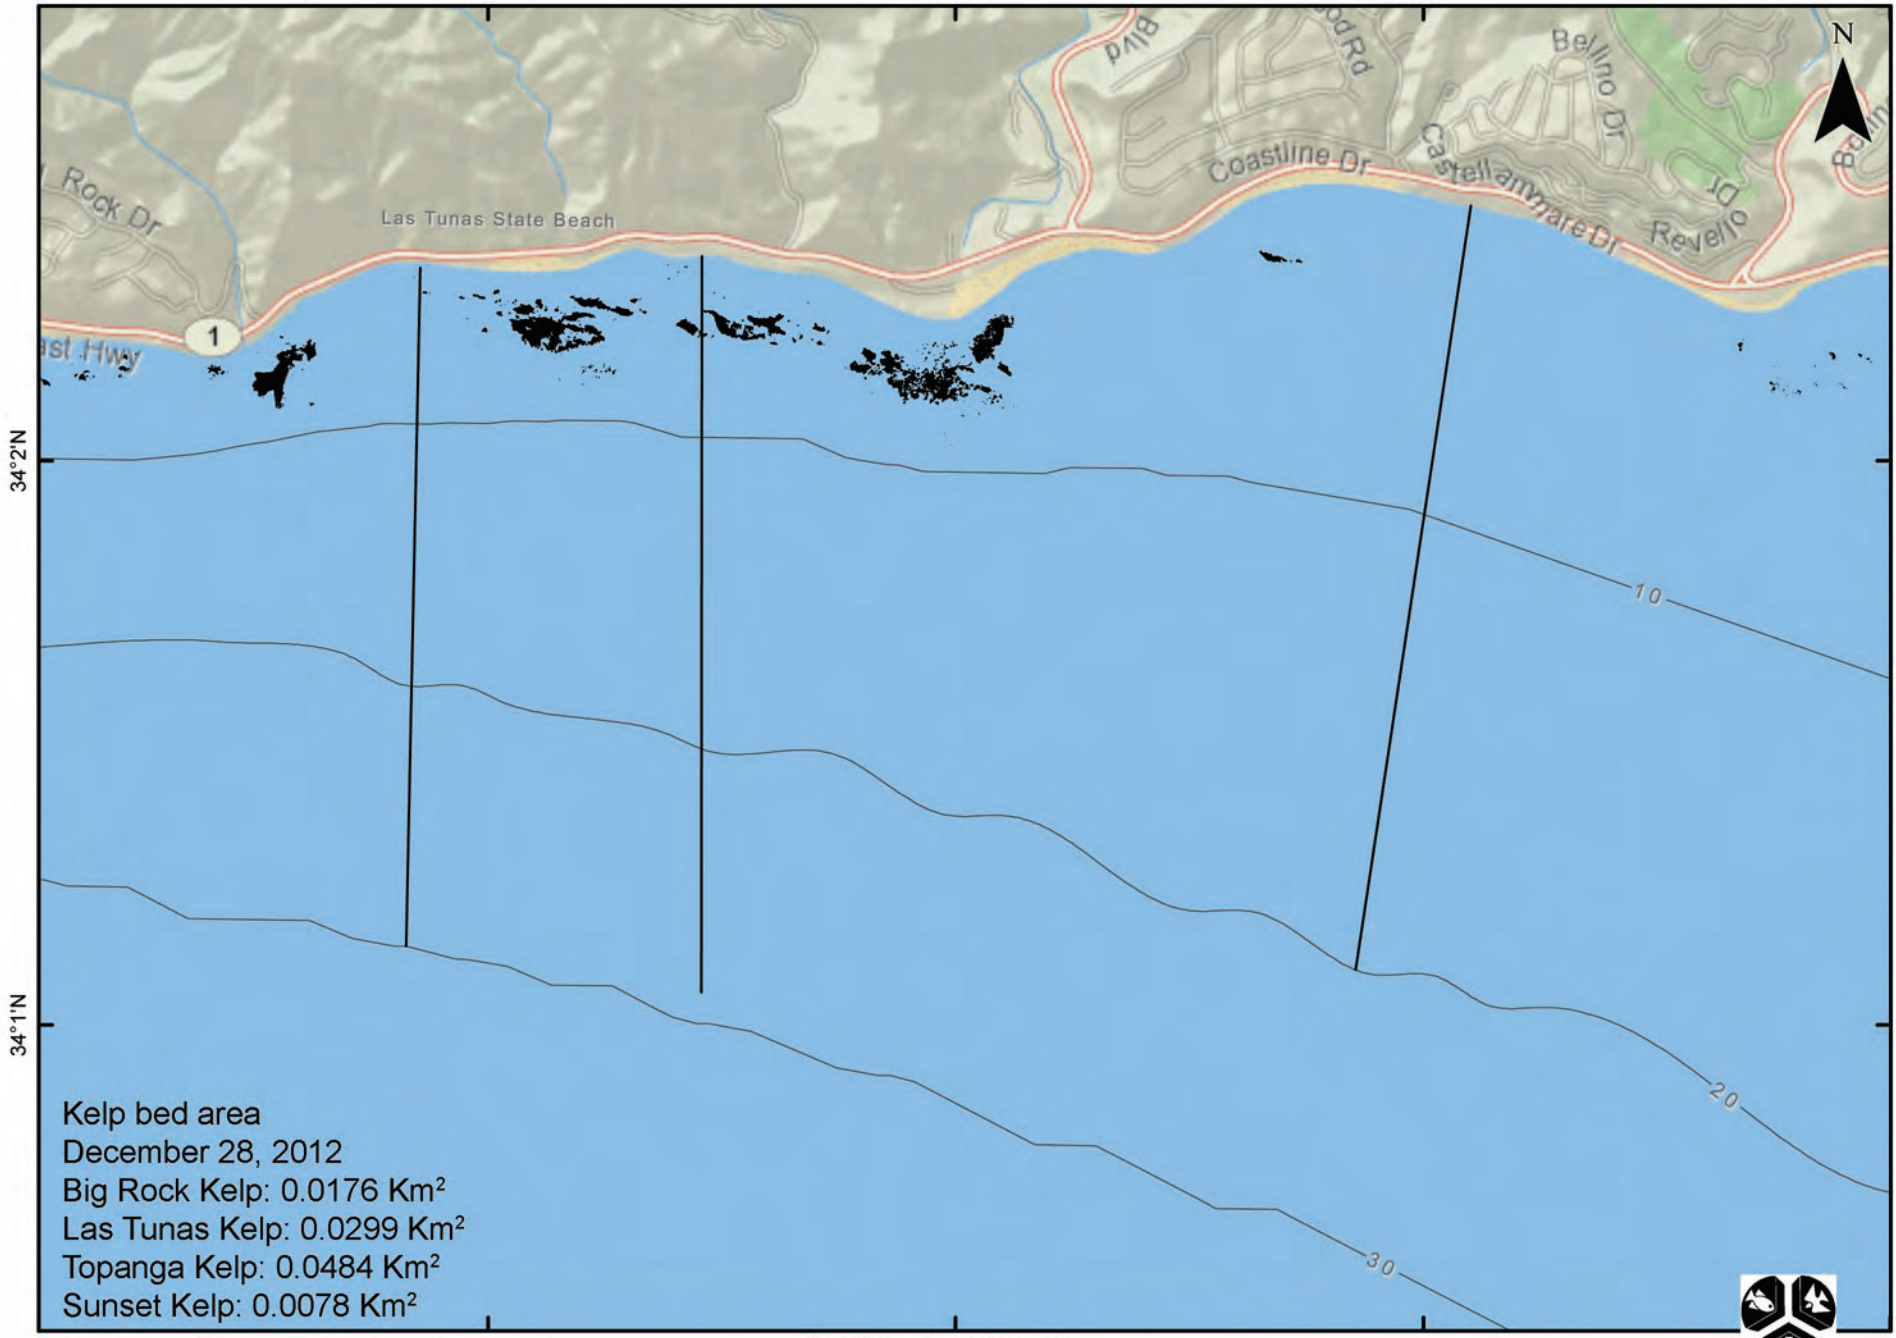 N
Blvd
Bellino Dr
Rock Dr
Coastline Dr
Castellammare Dr
Revello Dr
Las Tunas State Beach
1
ast Hwy
34°2'N
10
34°1'N
20
30
Kelp bed area
December 28, 2012
Big Rock Kelp: 0.0176 Km²
Las Tunas Kelp: 0.0299 Km²
Topanga Kelp: 0.0484 Km²
Sunset Kelp: 0.0078 Km²